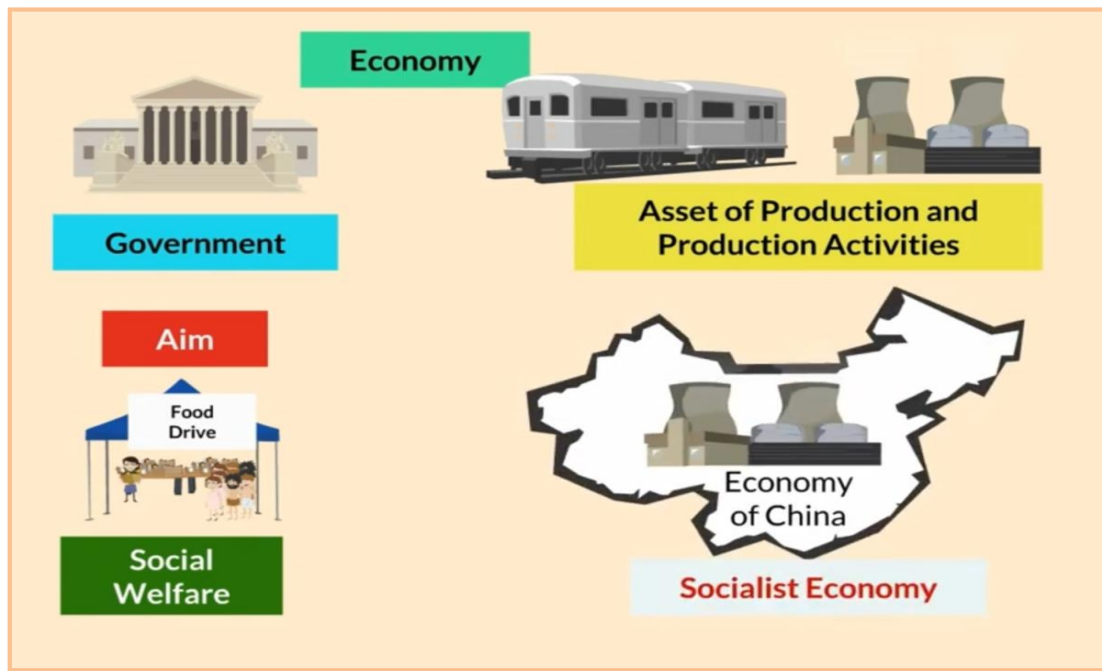 Economy
Government
Asset of Production and
Production Activities
Aim
Food
Drive
Social
Welfare
Economy
of China
Socialist Economy